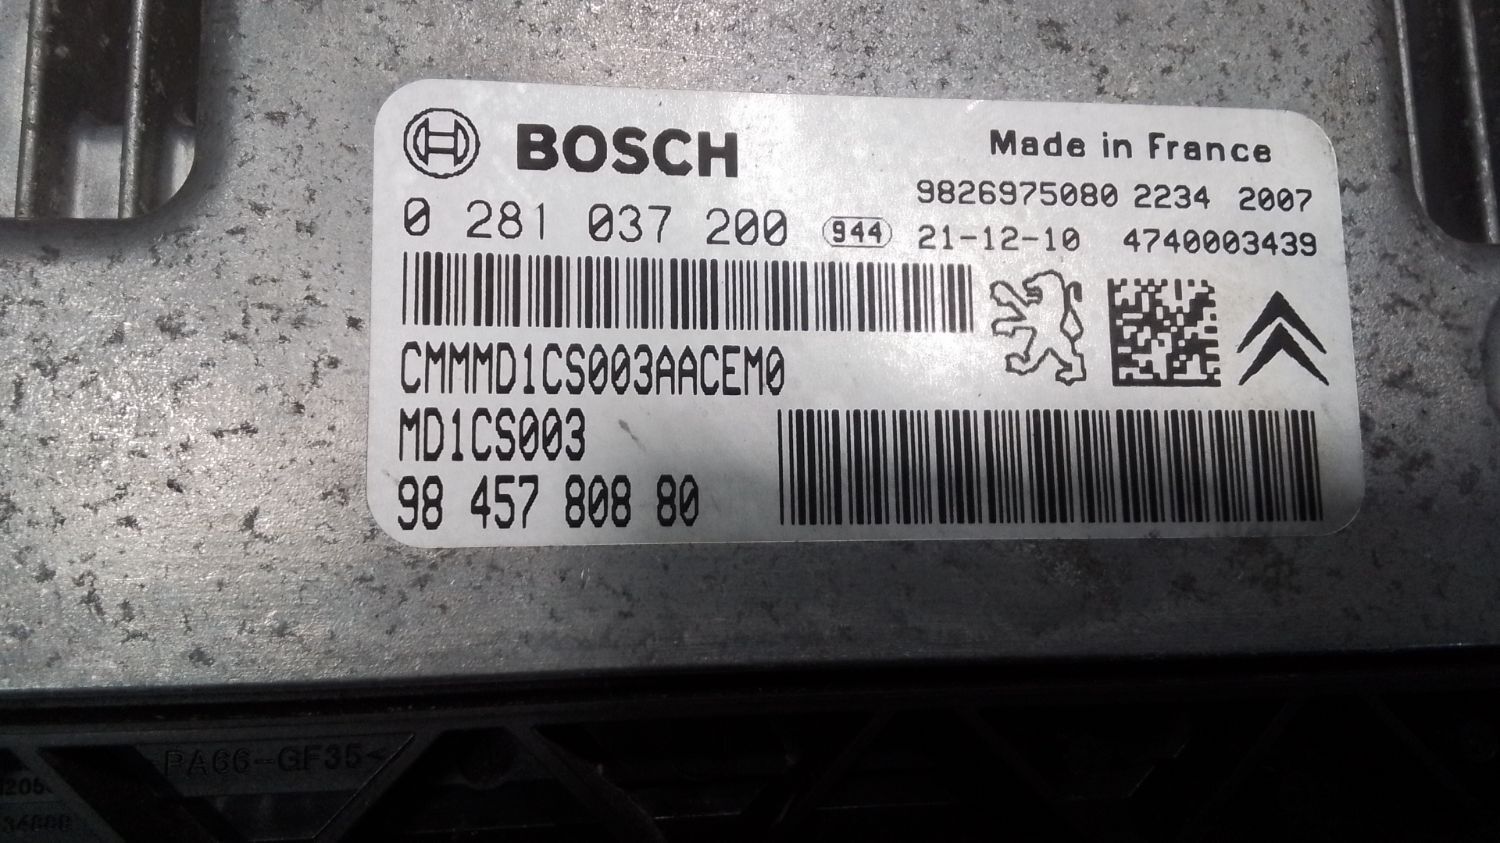 BOSCH
Made in France
9826975080 2234 2007
0 281 037 200 944 21-12-10 4740003439
CMMMD1CS003AACEM0
MD1CS003
98 457 808 80
PA66-GF35<